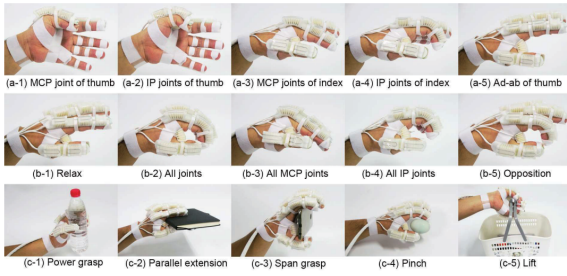 (a-1) MCP joint of thumb
(a-2) IP joints of thumb
(a-3) MCP joints of index
(a-4) IP joints of index
(a-5) Ad-ab of thumb
(b-1) Relax
(b-2) All joints
(b-3) All MCP joints
(b-4) All IP joints
(b-5) Opposition
(c-1) Power grasp
(c-2) Parallel extension
(c-3) Span grasp
(c-4) Pinch
(c-5) Lift